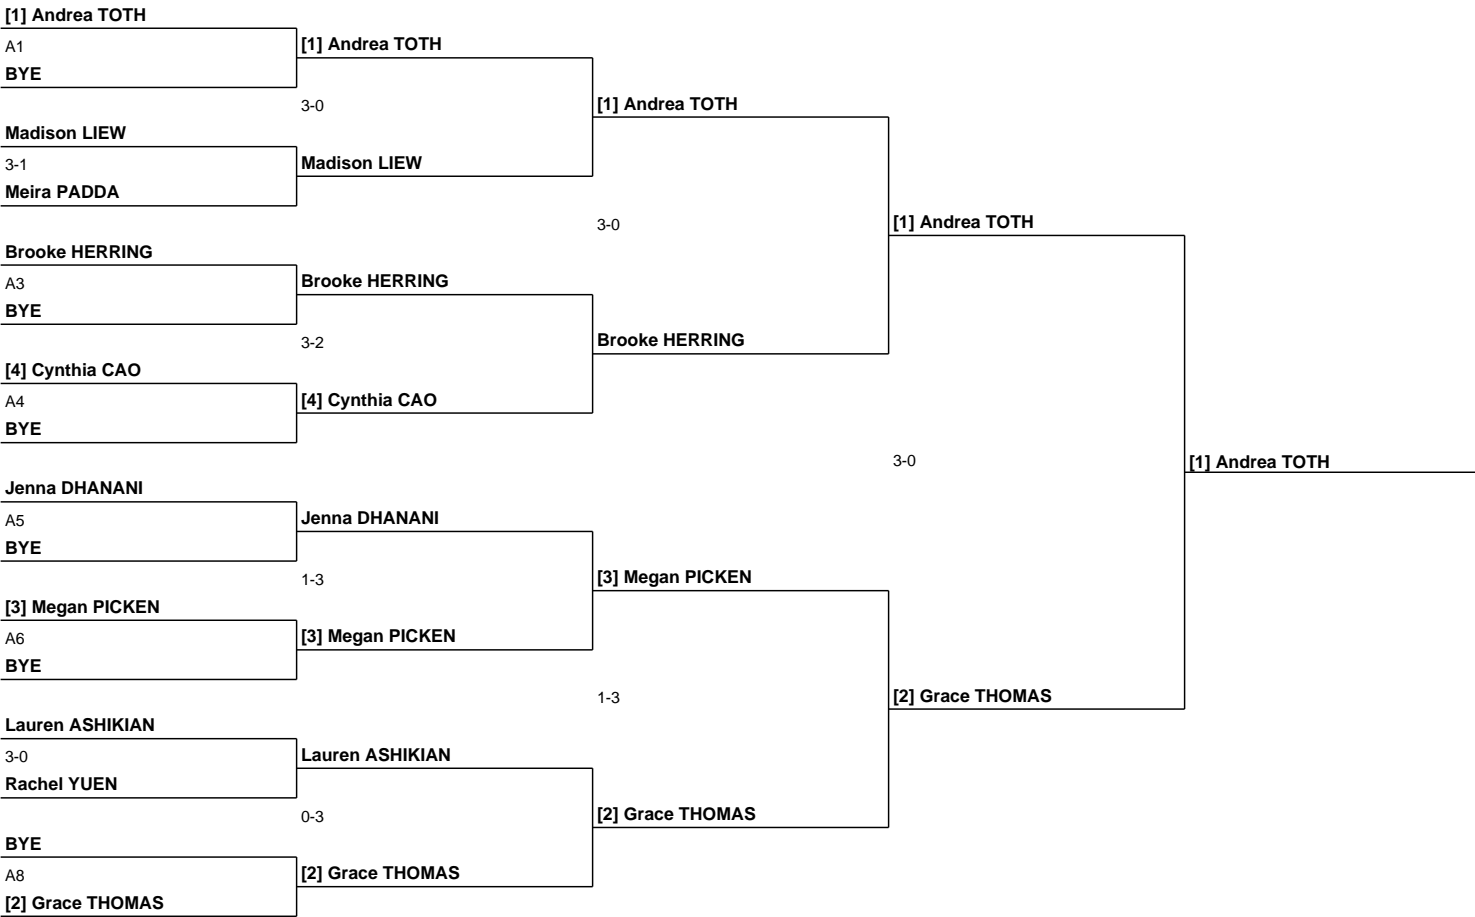 [1] Andrea TOTH
A1
BYE
Madison LIEW
3-1
Meira PADDA
Brooke HERRING
A3
BYE
[4] Cynthia CAO
A4
BYE
Jenna DHANANI
A5
BYE
[3] Megan PICKEN
A6
BYE
Lauren ASHIKIAN
3-0
Rachel YUEN
BYE
A8
[2] Grace THOMAS
[1] Andrea TOTH
3-0
Madison LIEW
Brooke HERRING
3-2
[4] Cynthia CAO
Jenna DHANANI
1-3
[3] Megan PICKEN
Lauren ASHIKIAN
0-3
[2] Grace THOMAS
[1] Andrea TOTH
3-0
Brooke HERRING
[3] Megan PICKEN
1-3
[2] Grace THOMAS
[1] Andrea TOTH
3-0
[2] Grace THOMAS
[1] Andrea TOTH